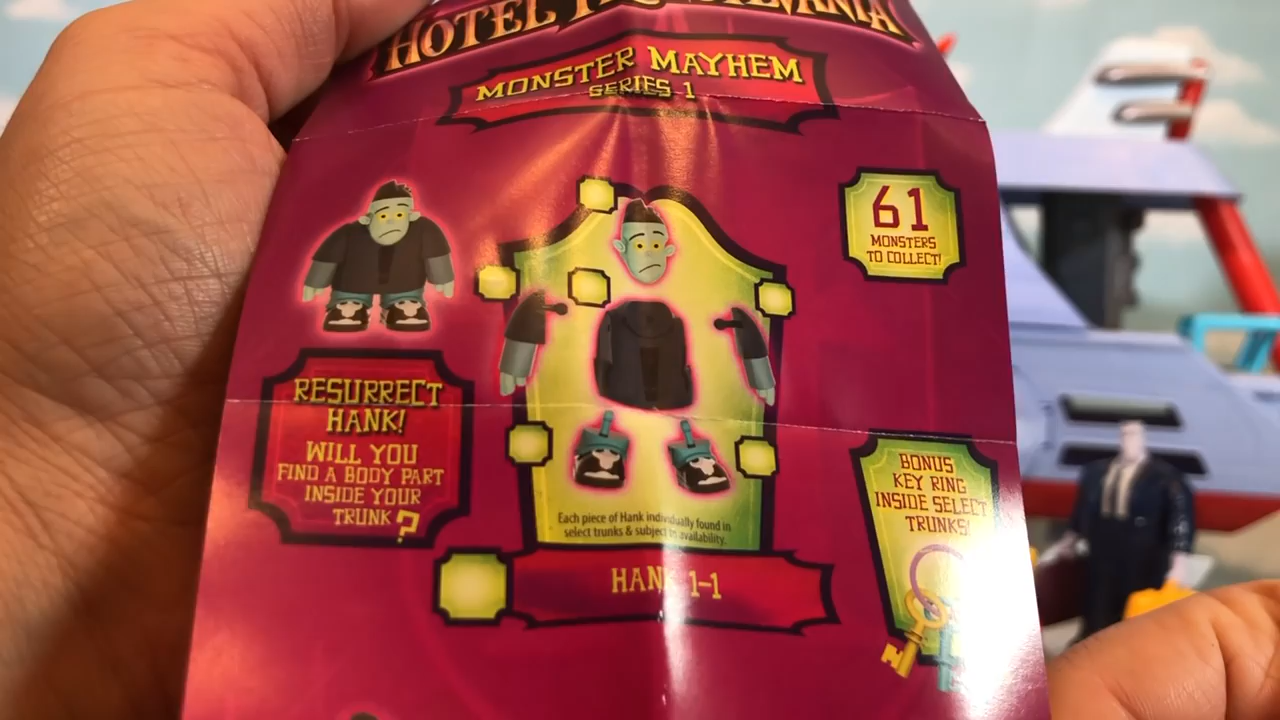 HOTEL TRANSYLVANIA
MONSTER MAYHEM
SERIES 1
61
MONSTERS
TO COLLECT!
RESURRECT
HANK!
WILL YOU
FIND A BODY PART
INSIDE YOUR
TRUNK?
Each piece of Hank individually found in
select trunks & subject to availability.
HANK 1-1
BONUS
KEY RING
INSIDE SELECT
TRUNKS!